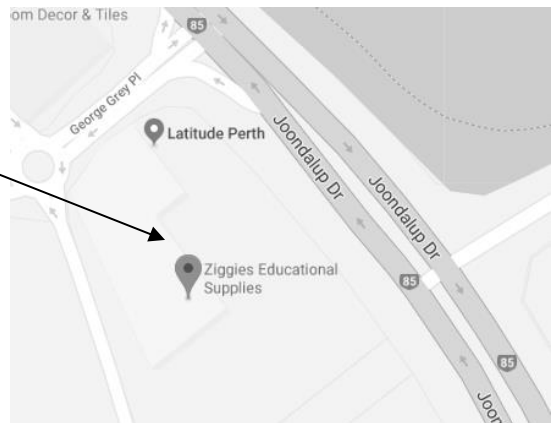 om Decor & Tiles
85
George Grey Pl
Latitude Perth
Joondalup Dr
Joondalup Dr
Ziggies Educational
Supplies
85
85
Joon